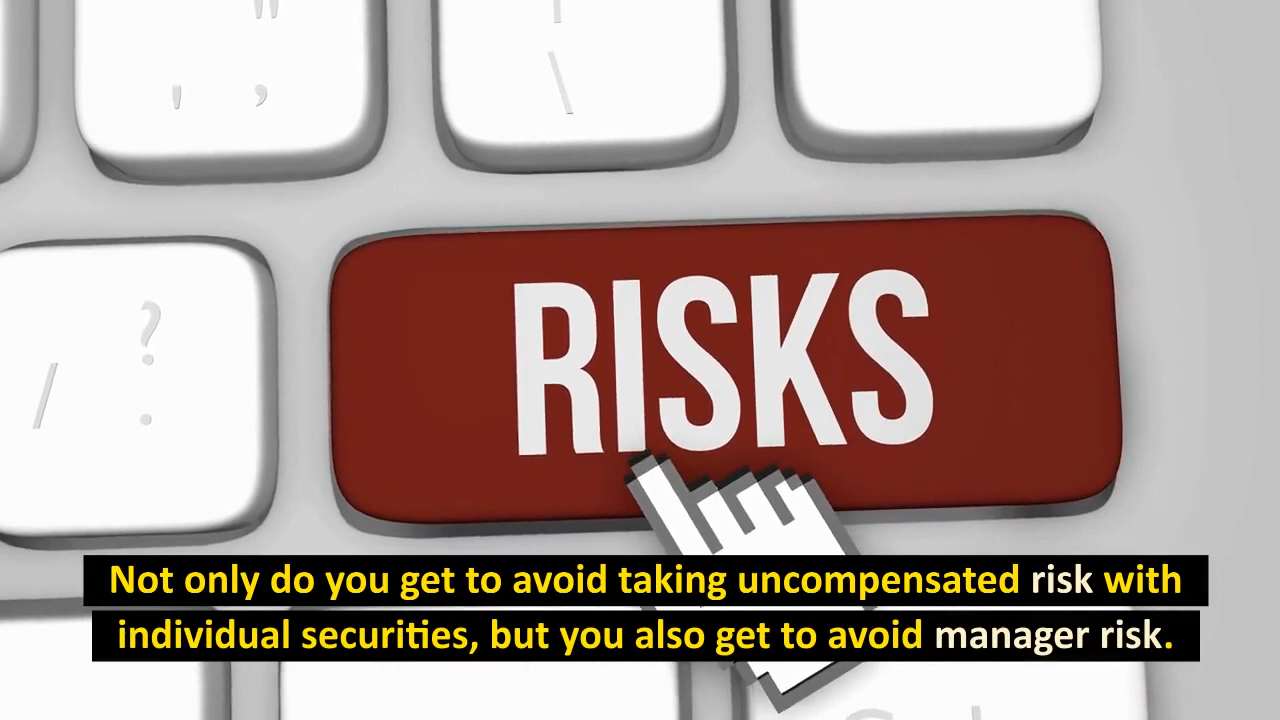 "
' ,
\
?
/ .
RISKS
Not only do you get to avoid taking uncompensated risk with
individual securities, but you also get to avoid manager risk.